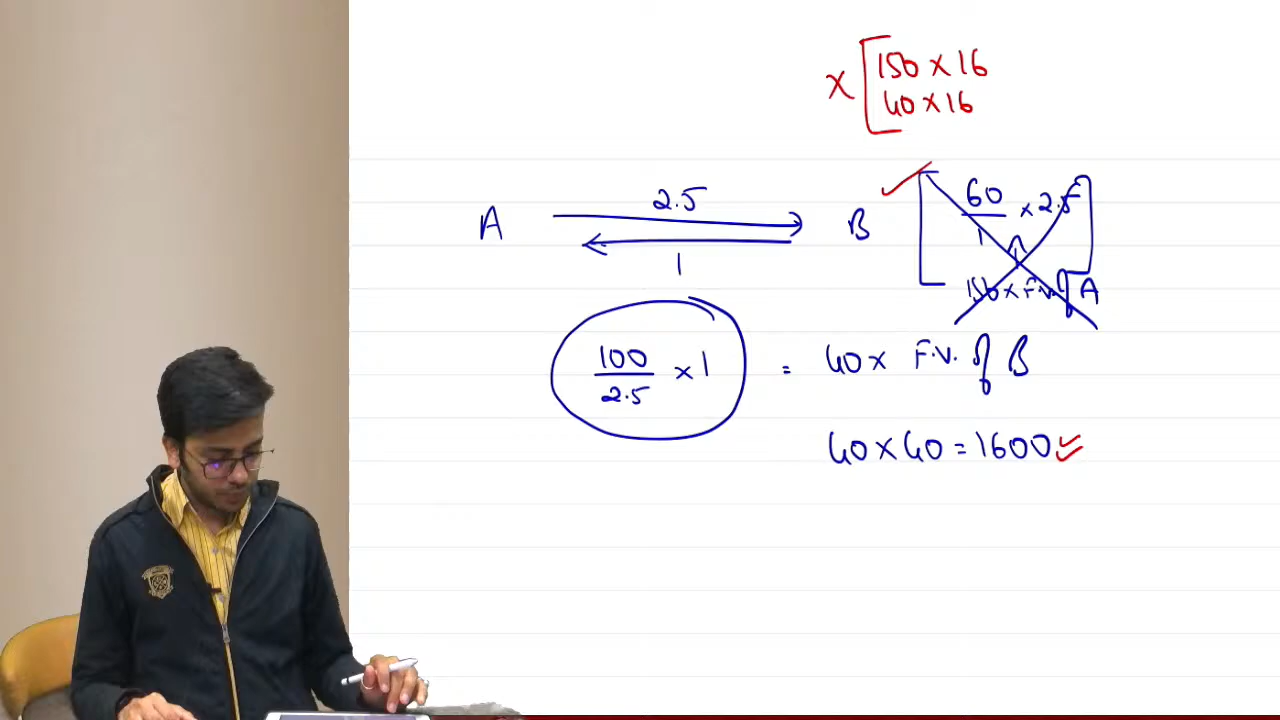 x [ 150 x 16
40 x 16
2.5
A B
1
60/1 x 2.5
150 x F.V. of A
100/2.5 x 1 = 40 x F.V. of B
40 x 40 = 1600